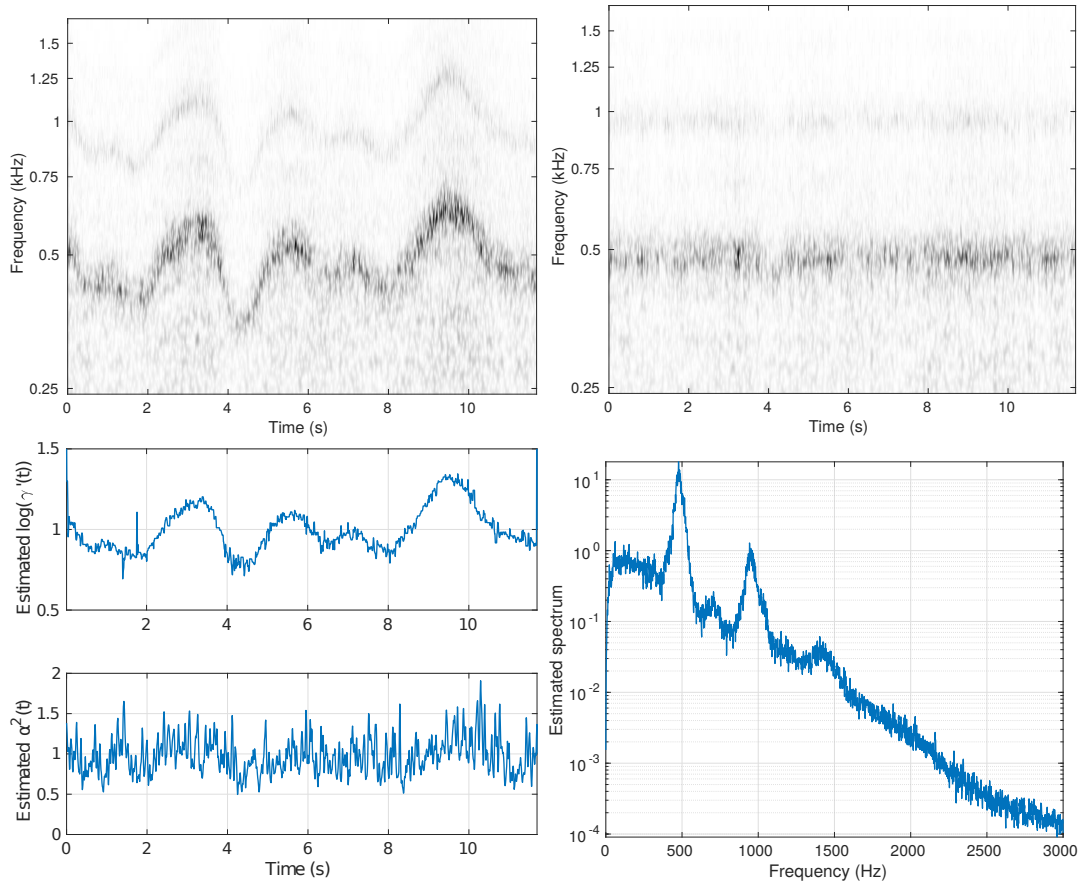 1.5
1.25
1
0.75
0.5
0.25
Frequency (kHz)
0 2 4 6 8 10
Time (s)
1.5
1.25
1
0.75
0.5
0.25
Frequency (kHz)
0 2 4 6 8 10
Time (s)
1.5
1
0.5
Estimated log(γ'(t))
2 4 6 8 10
2
1.5
1
0.5
0
Estimated α²(t)
0 2 4 6 8 10
Time (s)
10¹
10⁰
10⁻¹
10⁻²
10⁻³
10⁻⁴
Estimated spectrum
0 500 1000 1500 2000 2500 3000
Frequency (Hz)